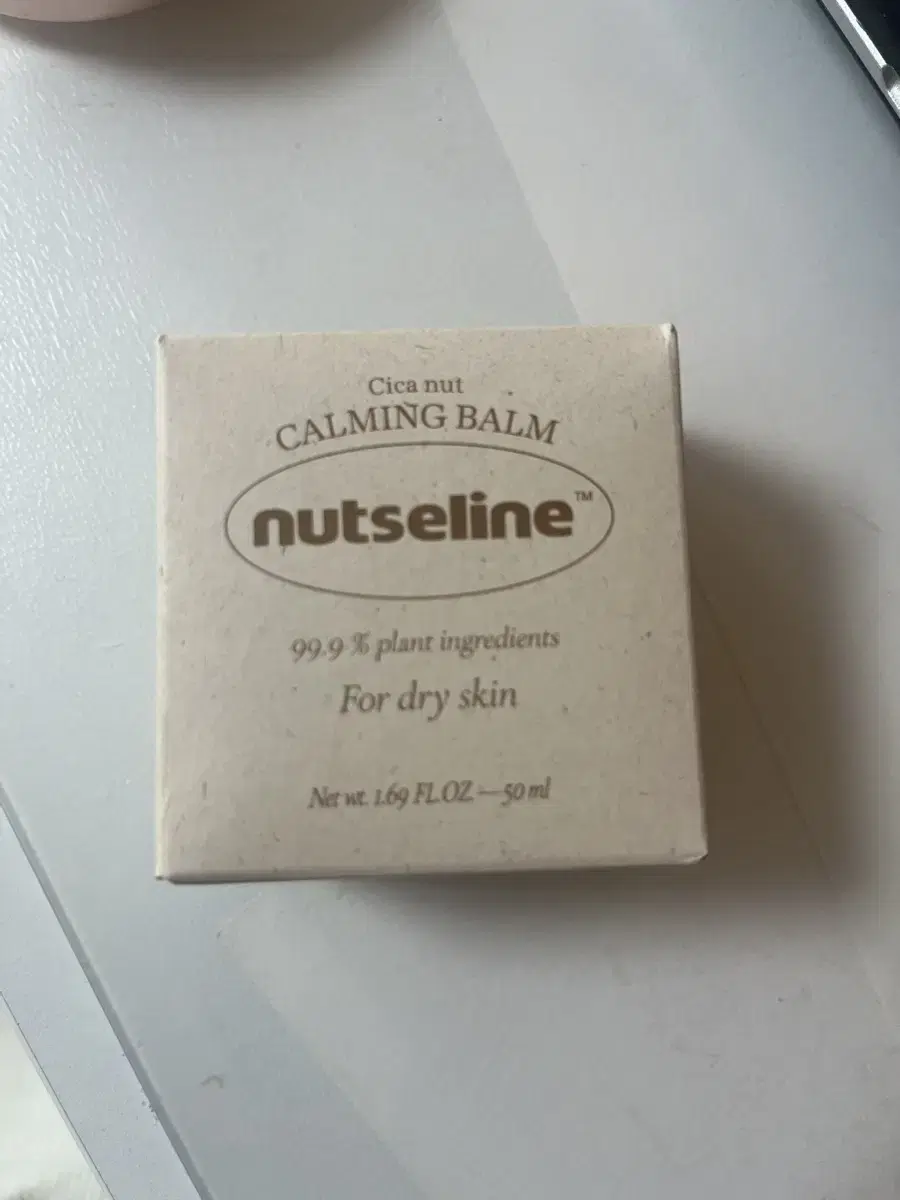 Cica nut
CALMING BALM
nutseline™
99.9 % plant ingredients
For dry skin
Net wt. 1.69 FL.OZ — 50 ml